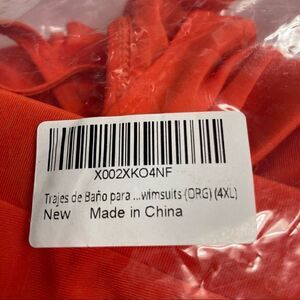 X002XKO4NF
Trajes de Baño para ...wimsuits (ORG) (4XL)
New Made in China